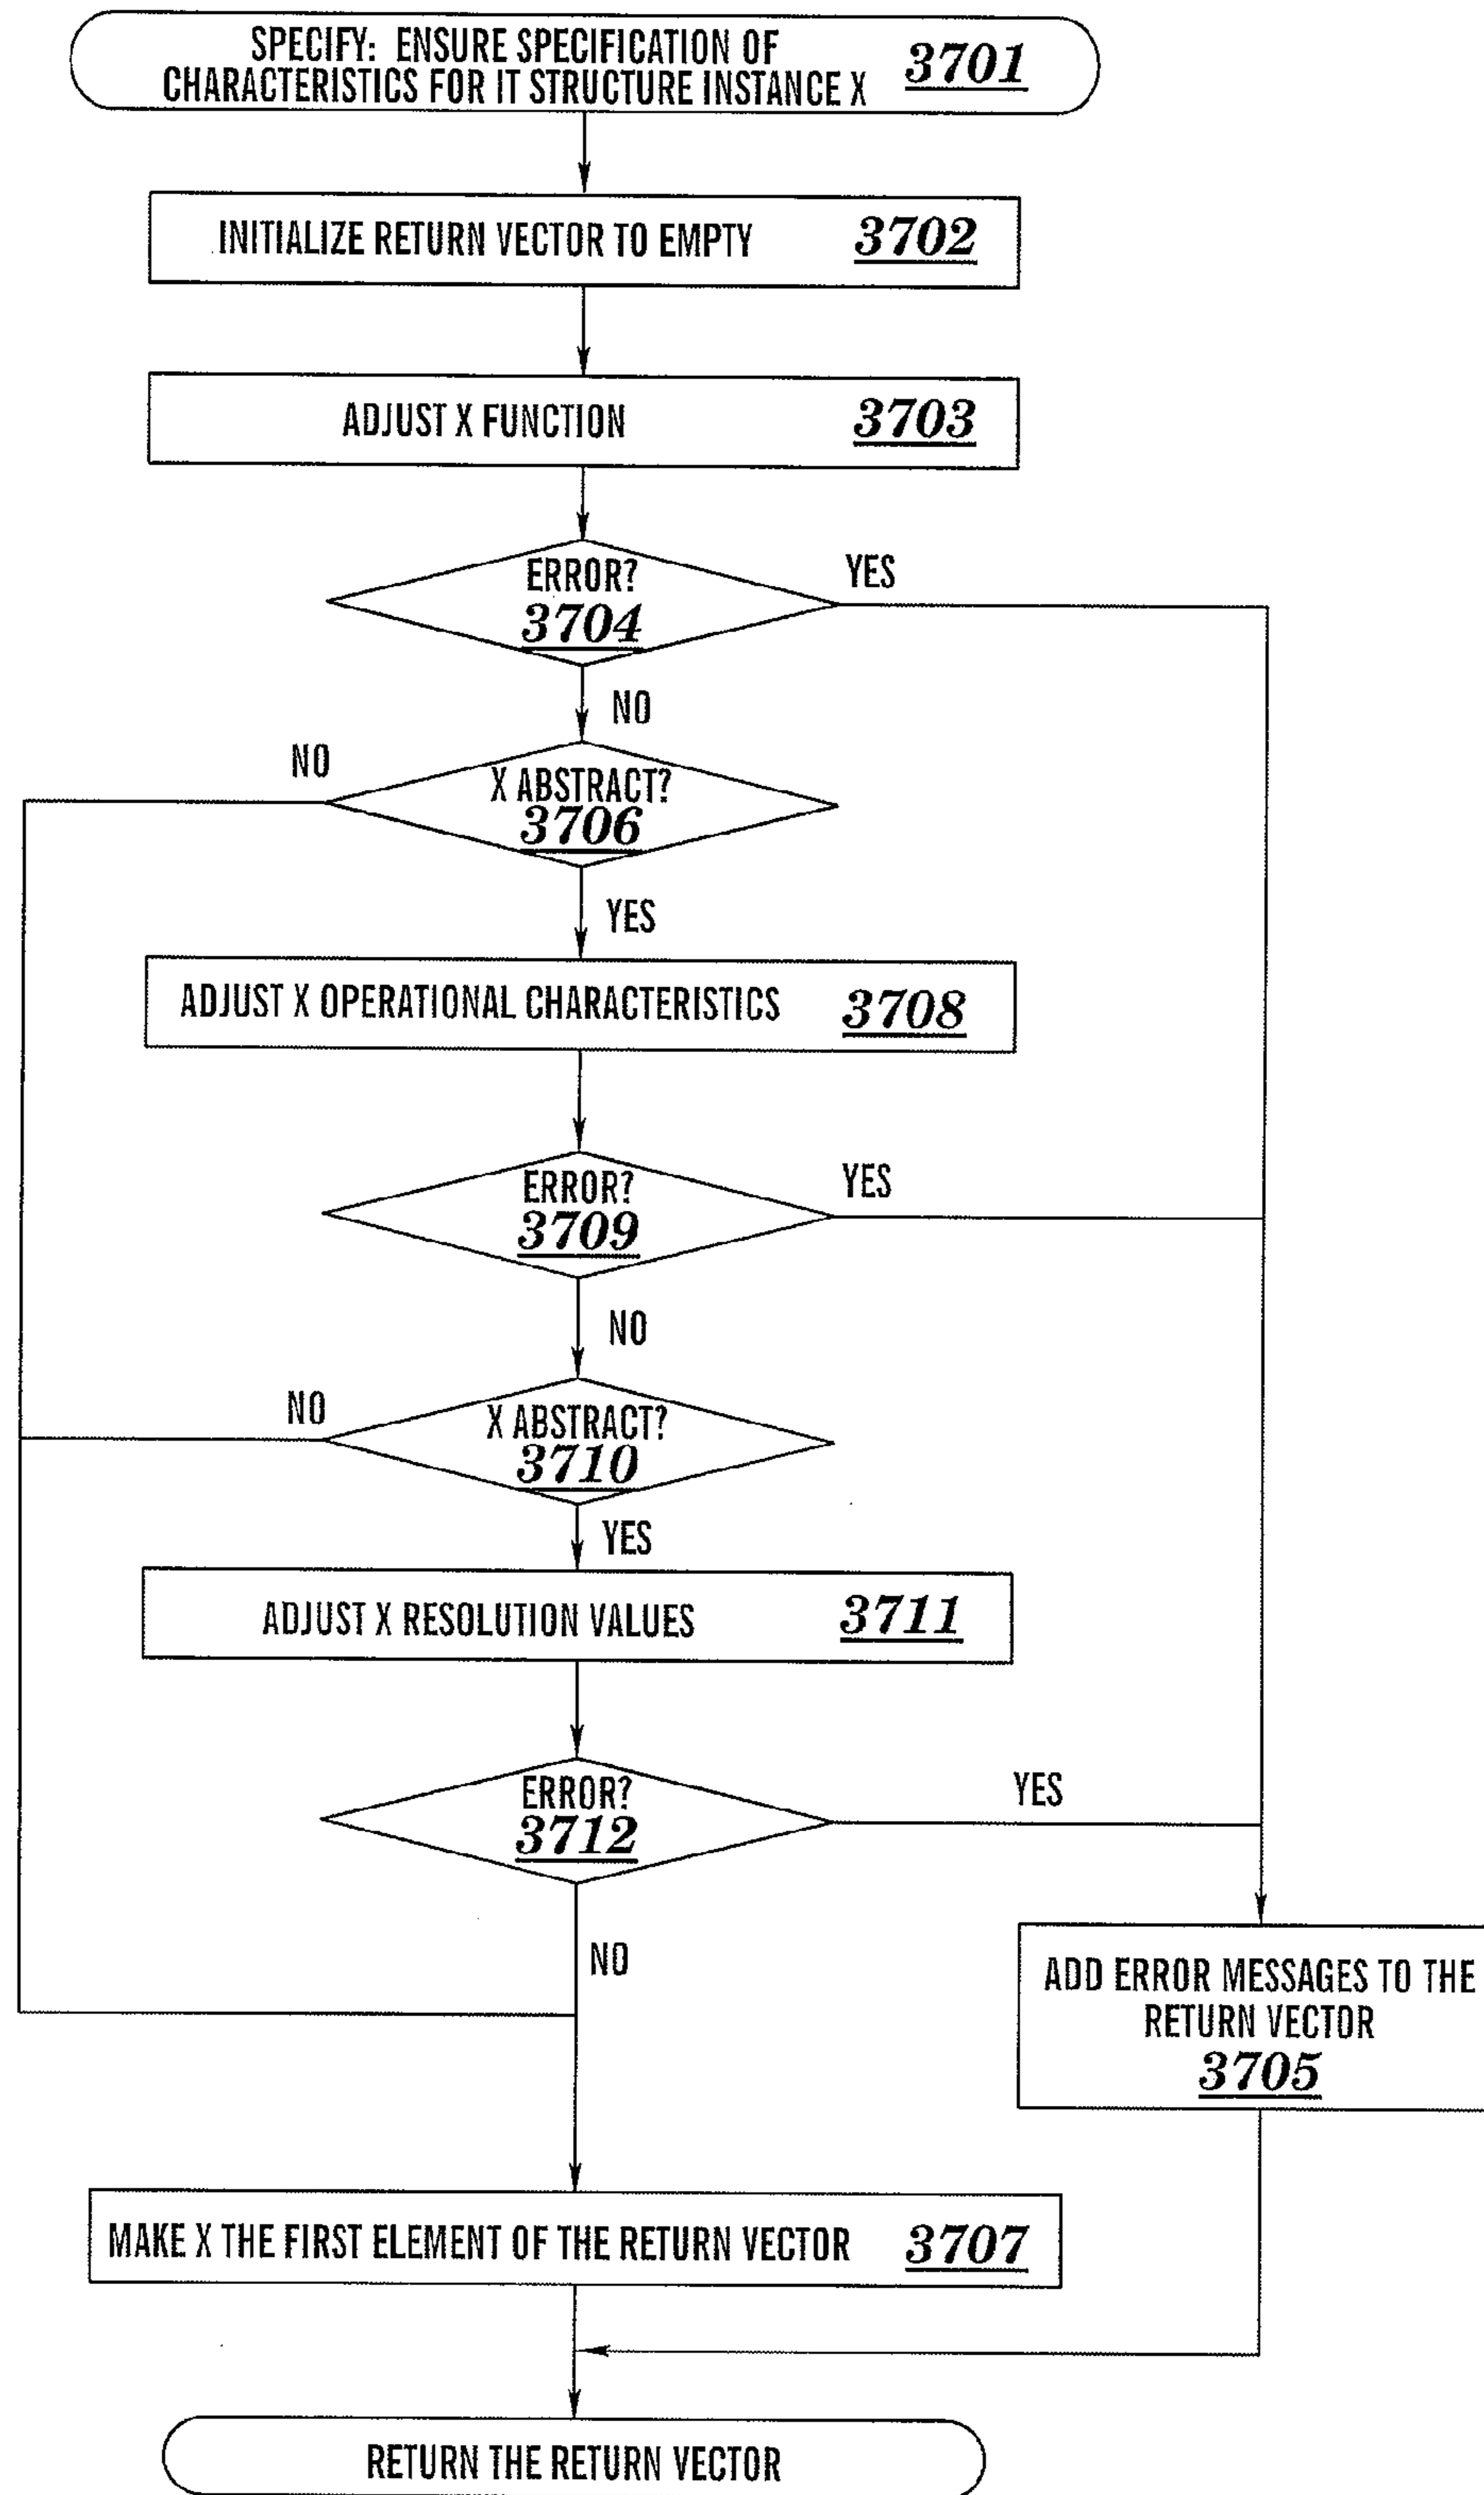 SPECIFY: ENSURE SPECIFICATION OF
CHARACTERISTICS FOR IT STRUCTURE INSTANCE X
3701
INITIALIZE RETURN VECTOR TO EMPTY 3702
ADJUST X FUNCTION 3703
ERROR?
3704
YES
NO
NO
X ABSTRACT?
3706
YES
ADJUST X OPERATIONAL CHARACTERISTICS 3708
ERROR?
3709
YES
NO
NO
X ABSTRACT?
3710
YES
ADJUST X RESOLUTION VALUES 3711
ERROR?
3712
YES
NO
ADD ERROR MESSAGES TO THE
RETURN VECTOR
3705
MAKE X THE FIRST ELEMENT OF THE RETURN VECTOR 3707
RETURN THE RETURN VECTOR